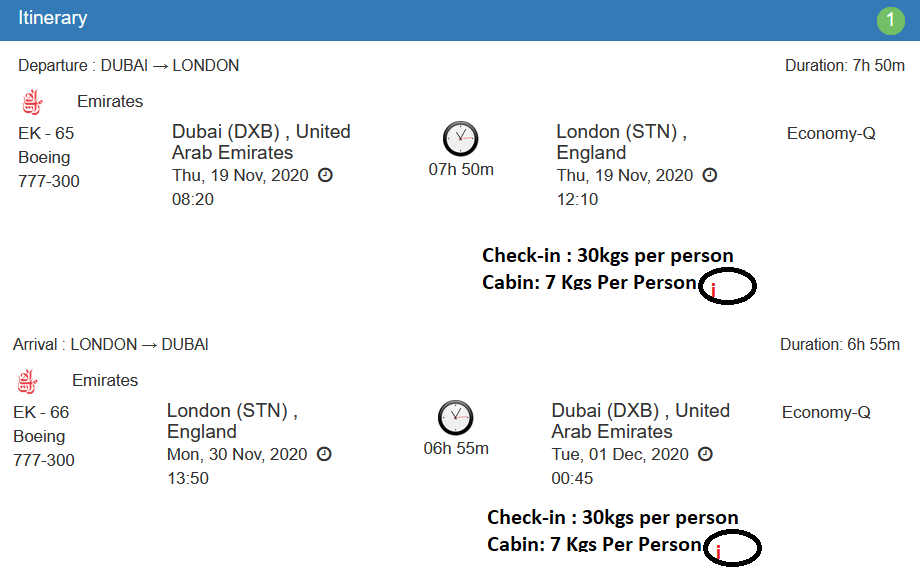 Itinerary
1
Departure : DUBAI → LONDON
Duration: 7h 50m
Emirates
EK - 65
Boeing
777-300
Dubai (DXB) , United
Arab Emirates
Thu, 19 Nov, 2020
08:20
07h 50m
London (STN) ,
England
Thu, 19 Nov, 2020
12:10
Economy-Q
Check-in : 30kgs per person
Cabin: 7 Kgs Per Person i
Arrival : LONDON → DUBAI
Duration: 6h 55m
Emirates
EK - 66
Boeing
777-300
London (STN) ,
England
Mon, 30 Nov, 2020
13:50
06h 55m
Dubai (DXB) , United
Arab Emirates
Tue, 01 Dec, 2020
00:45
Economy-Q
Check-in : 30kgs per person
Cabin: 7 Kgs Per Person i